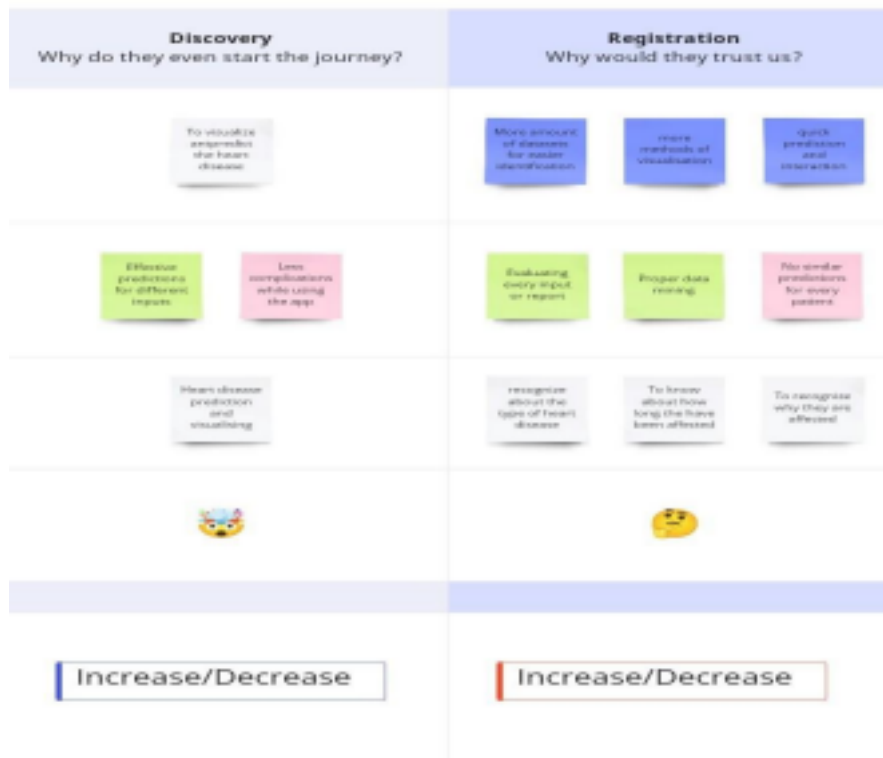 Discovery
Why do they even start the journey?
Registration
Why would they trust us?
To visualize
anpredict
the heart
disease
More amount
of datasets
for easier
identification
more
methods of
visualisation
quick
prediction
and
interaction
Effective
predictions
for different
inputs
Less
complications
while using
the app
Evaluating
every input
or report
Proper data
mining
No similar
predictions
for every
patient
Heart disease
prediction
and
visualising
recognize
about the
type of heart
disease
To know
about how
long the have
been affected
To recognise
why they are
affected
Increase/Decrease
Increase/Decrease